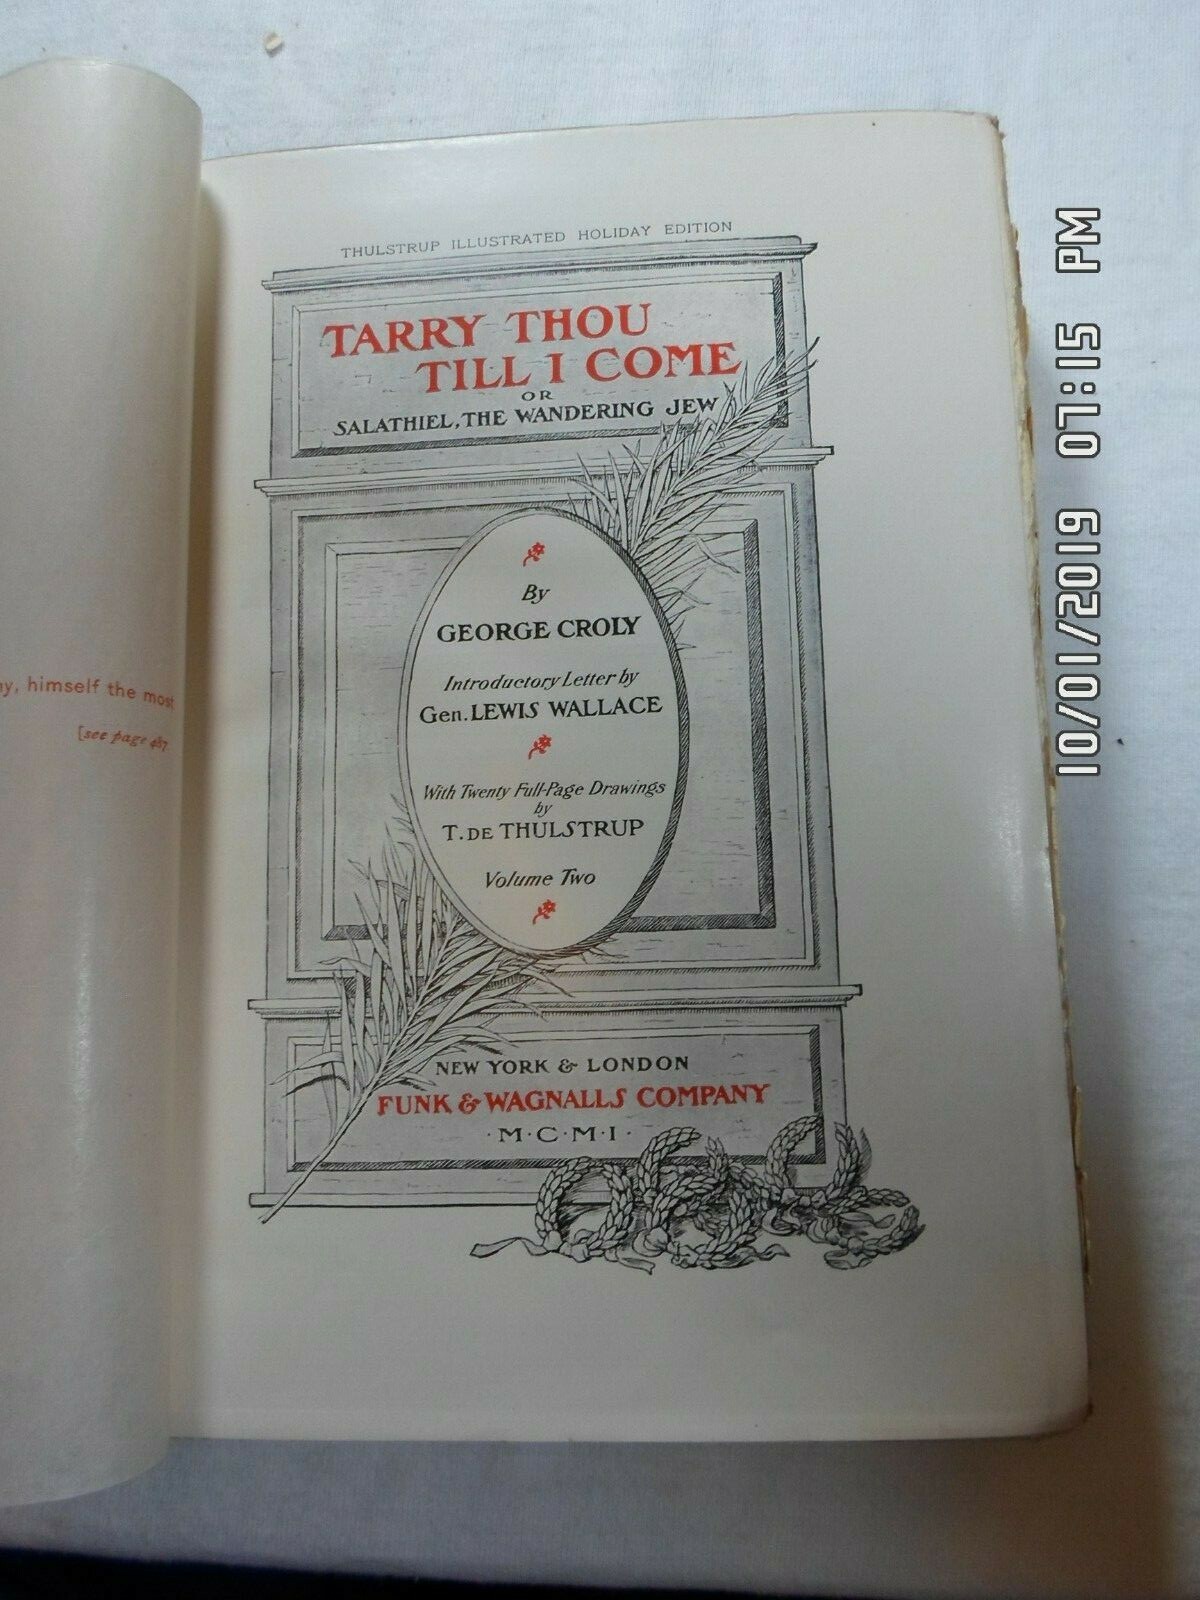 ny, himself the most
[see page 487
THULSTRUP ILLUSTRATED HOLIDAY EDITION
TARRY THOU
TILL I COME
OR
SALATHIEL, THE WANDERING JEW
By
GEORGE CROLY
Introductory Letter by
Gen. LEWIS WALLACE
With Twenty Full-Page Drawings
by
T. DE THULSTRUP
Volume Two
NEW YORK & LONDON
FUNK & WAGNALLS COMPANY
·M·C·M·I·
10/01/2019 07:15 PM